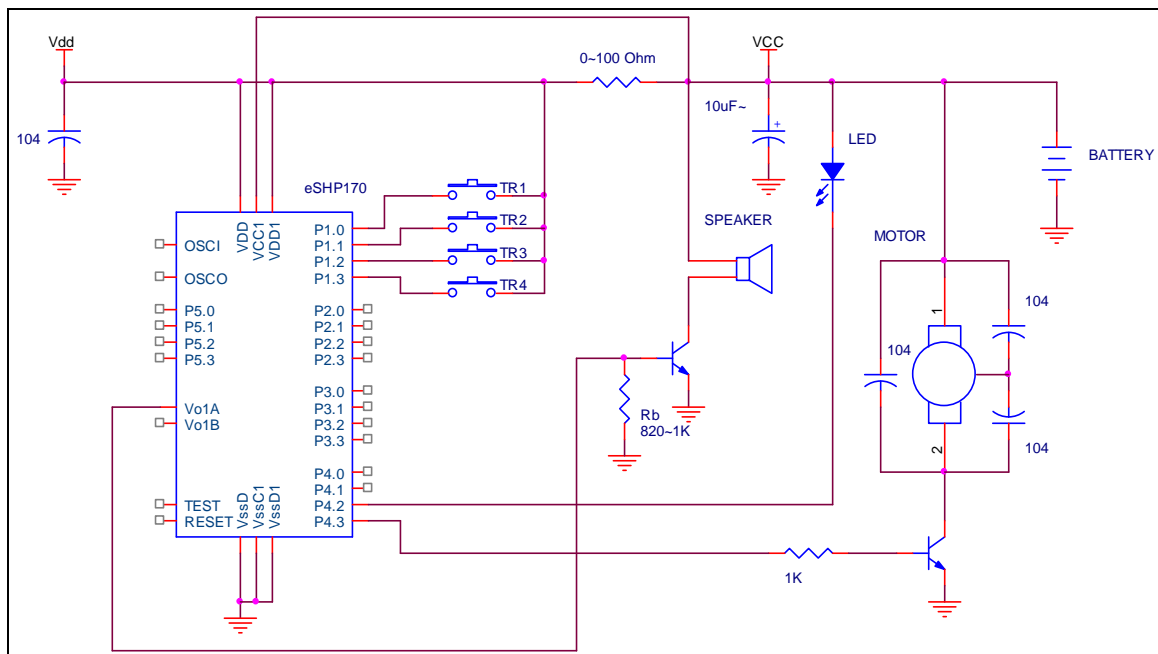 Vdd
VCC
0~100 Ohm
10uF~
+
104
LED
BATTERY
eSHP170
TR1
TR2
TR3
TR4
SPEAKER
MOTOR
VDD
VCC1
VDD1
OSCI
OSCO
P5.0
P5.1
P5.2
P5.3
Vo1A
Vo1B
TEST
RESET
VssD
VssC1
VssD1
P1.0
P1.1
P1.2
P1.3
P2.0
P2.1
P2.2
P2.3
P3.0
P3.1
P3.2
P3.3
P4.0
P4.1
P4.2
P4.3
Rb
820~1K
1
104
104
104
2
1K